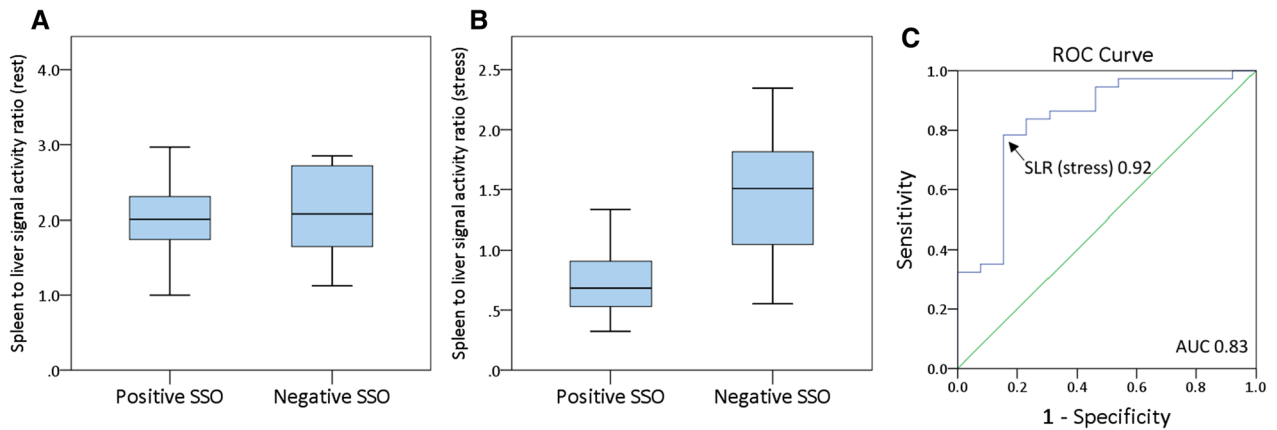 A
Spleen to liver signal activity ratio (rest)
4.0
3.0
2.0
1.0
.0
Positive SSO
Negative SSO
B
Spleen to liver signal activity ratio (stress)
2.5
2.0
1.5
1.0
.5
.0
Positive SSO
Negative SSO
C
ROC Curve
Sensitivity
1.0
0.8
0.6
0.4
0.2
0.0
SLR (stress) 0.92
AUC 0.83
0.0 0.2 0.4 0.6 0.8 1.0
1 - Specificity